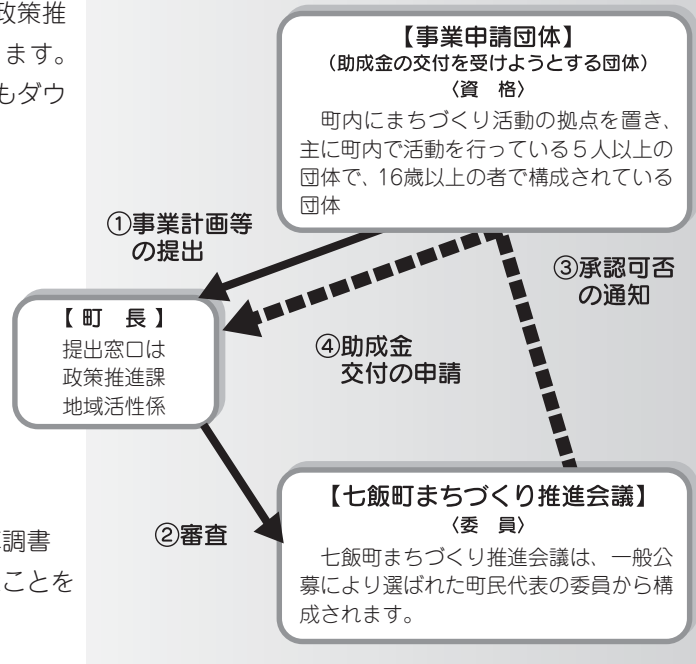 政策推
ます。
もダウ
【事業申請団体】
（助成金の交付を受けようとする団体）
〈資　格〉
　町内にまちづくり活動の拠点を置き、
主に町内で活動を行っている５人以上の
団体で、16歳以上の者で構成されている
団体
①事業計画等
の提出
③承認可否
の通知
【 町　長 】
提出窓口は
政策推進課
地域活性係
④助成金
交付の申請
②審査
【七飯町まちづくり推進会議】
〈委　員〉
　七飯町まちづくり推進会議は、一般公
募により選ばれた町民代表の委員から構
成されます。
調書
ことを